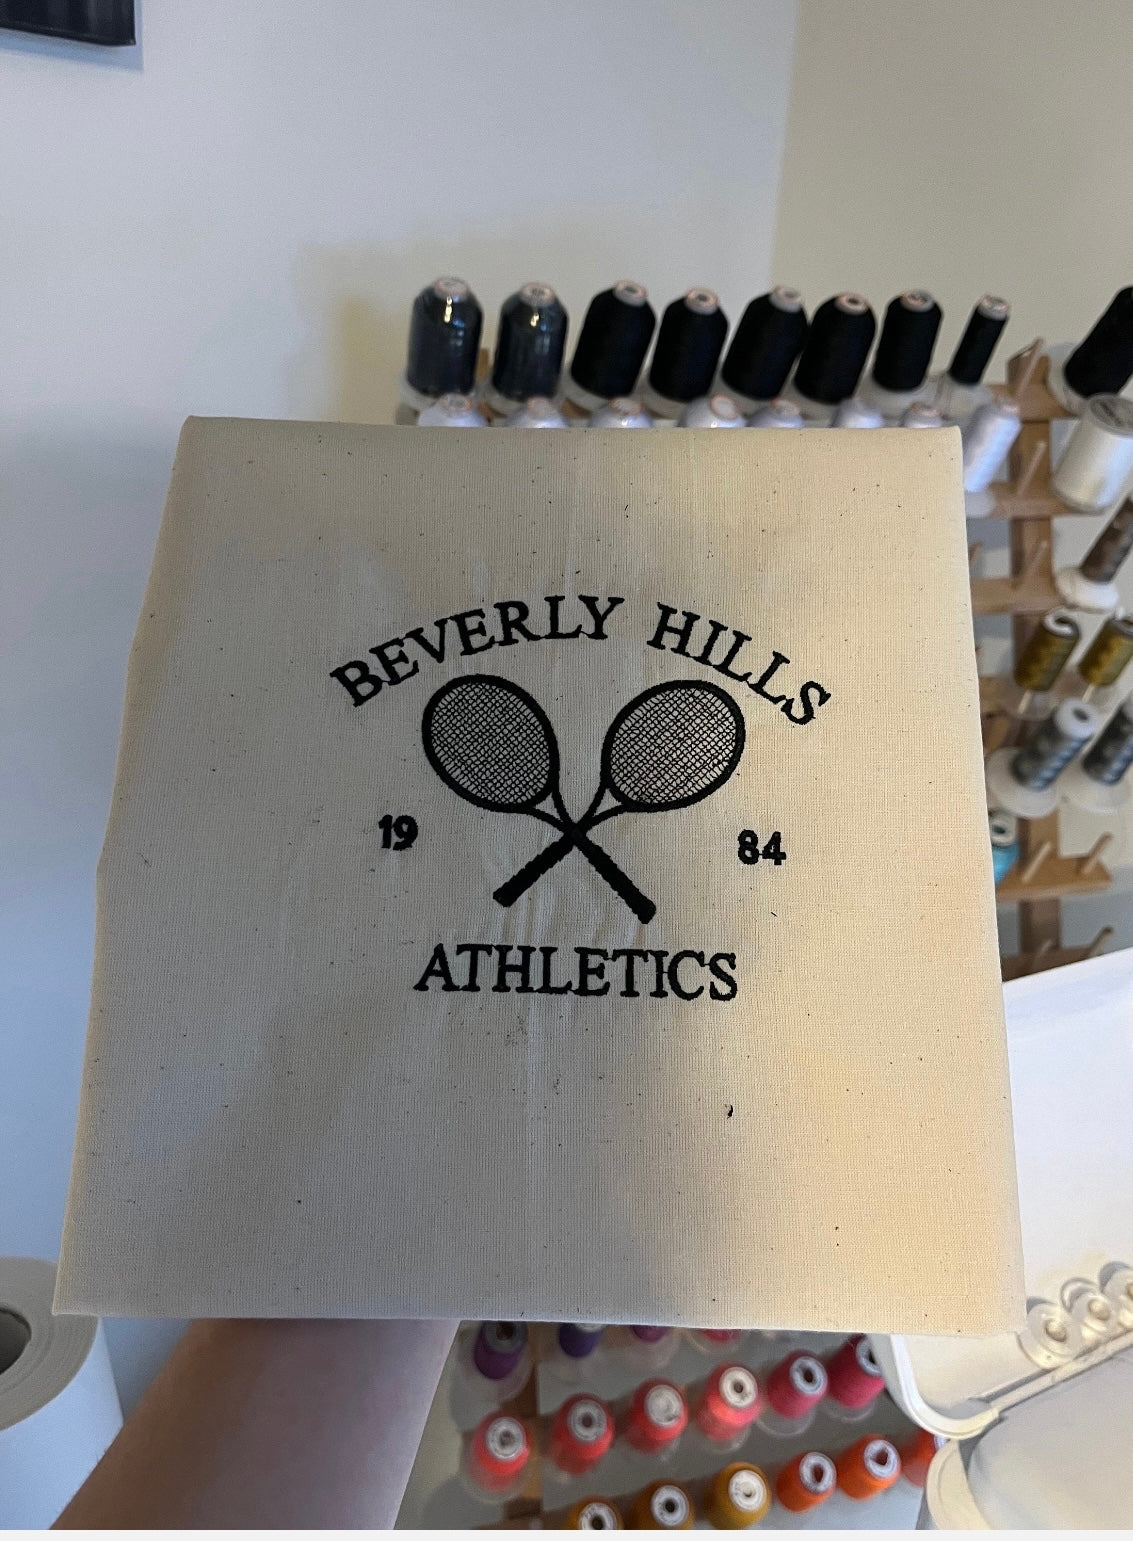 BEVERLY HILLS
19 84
ATHLETICS